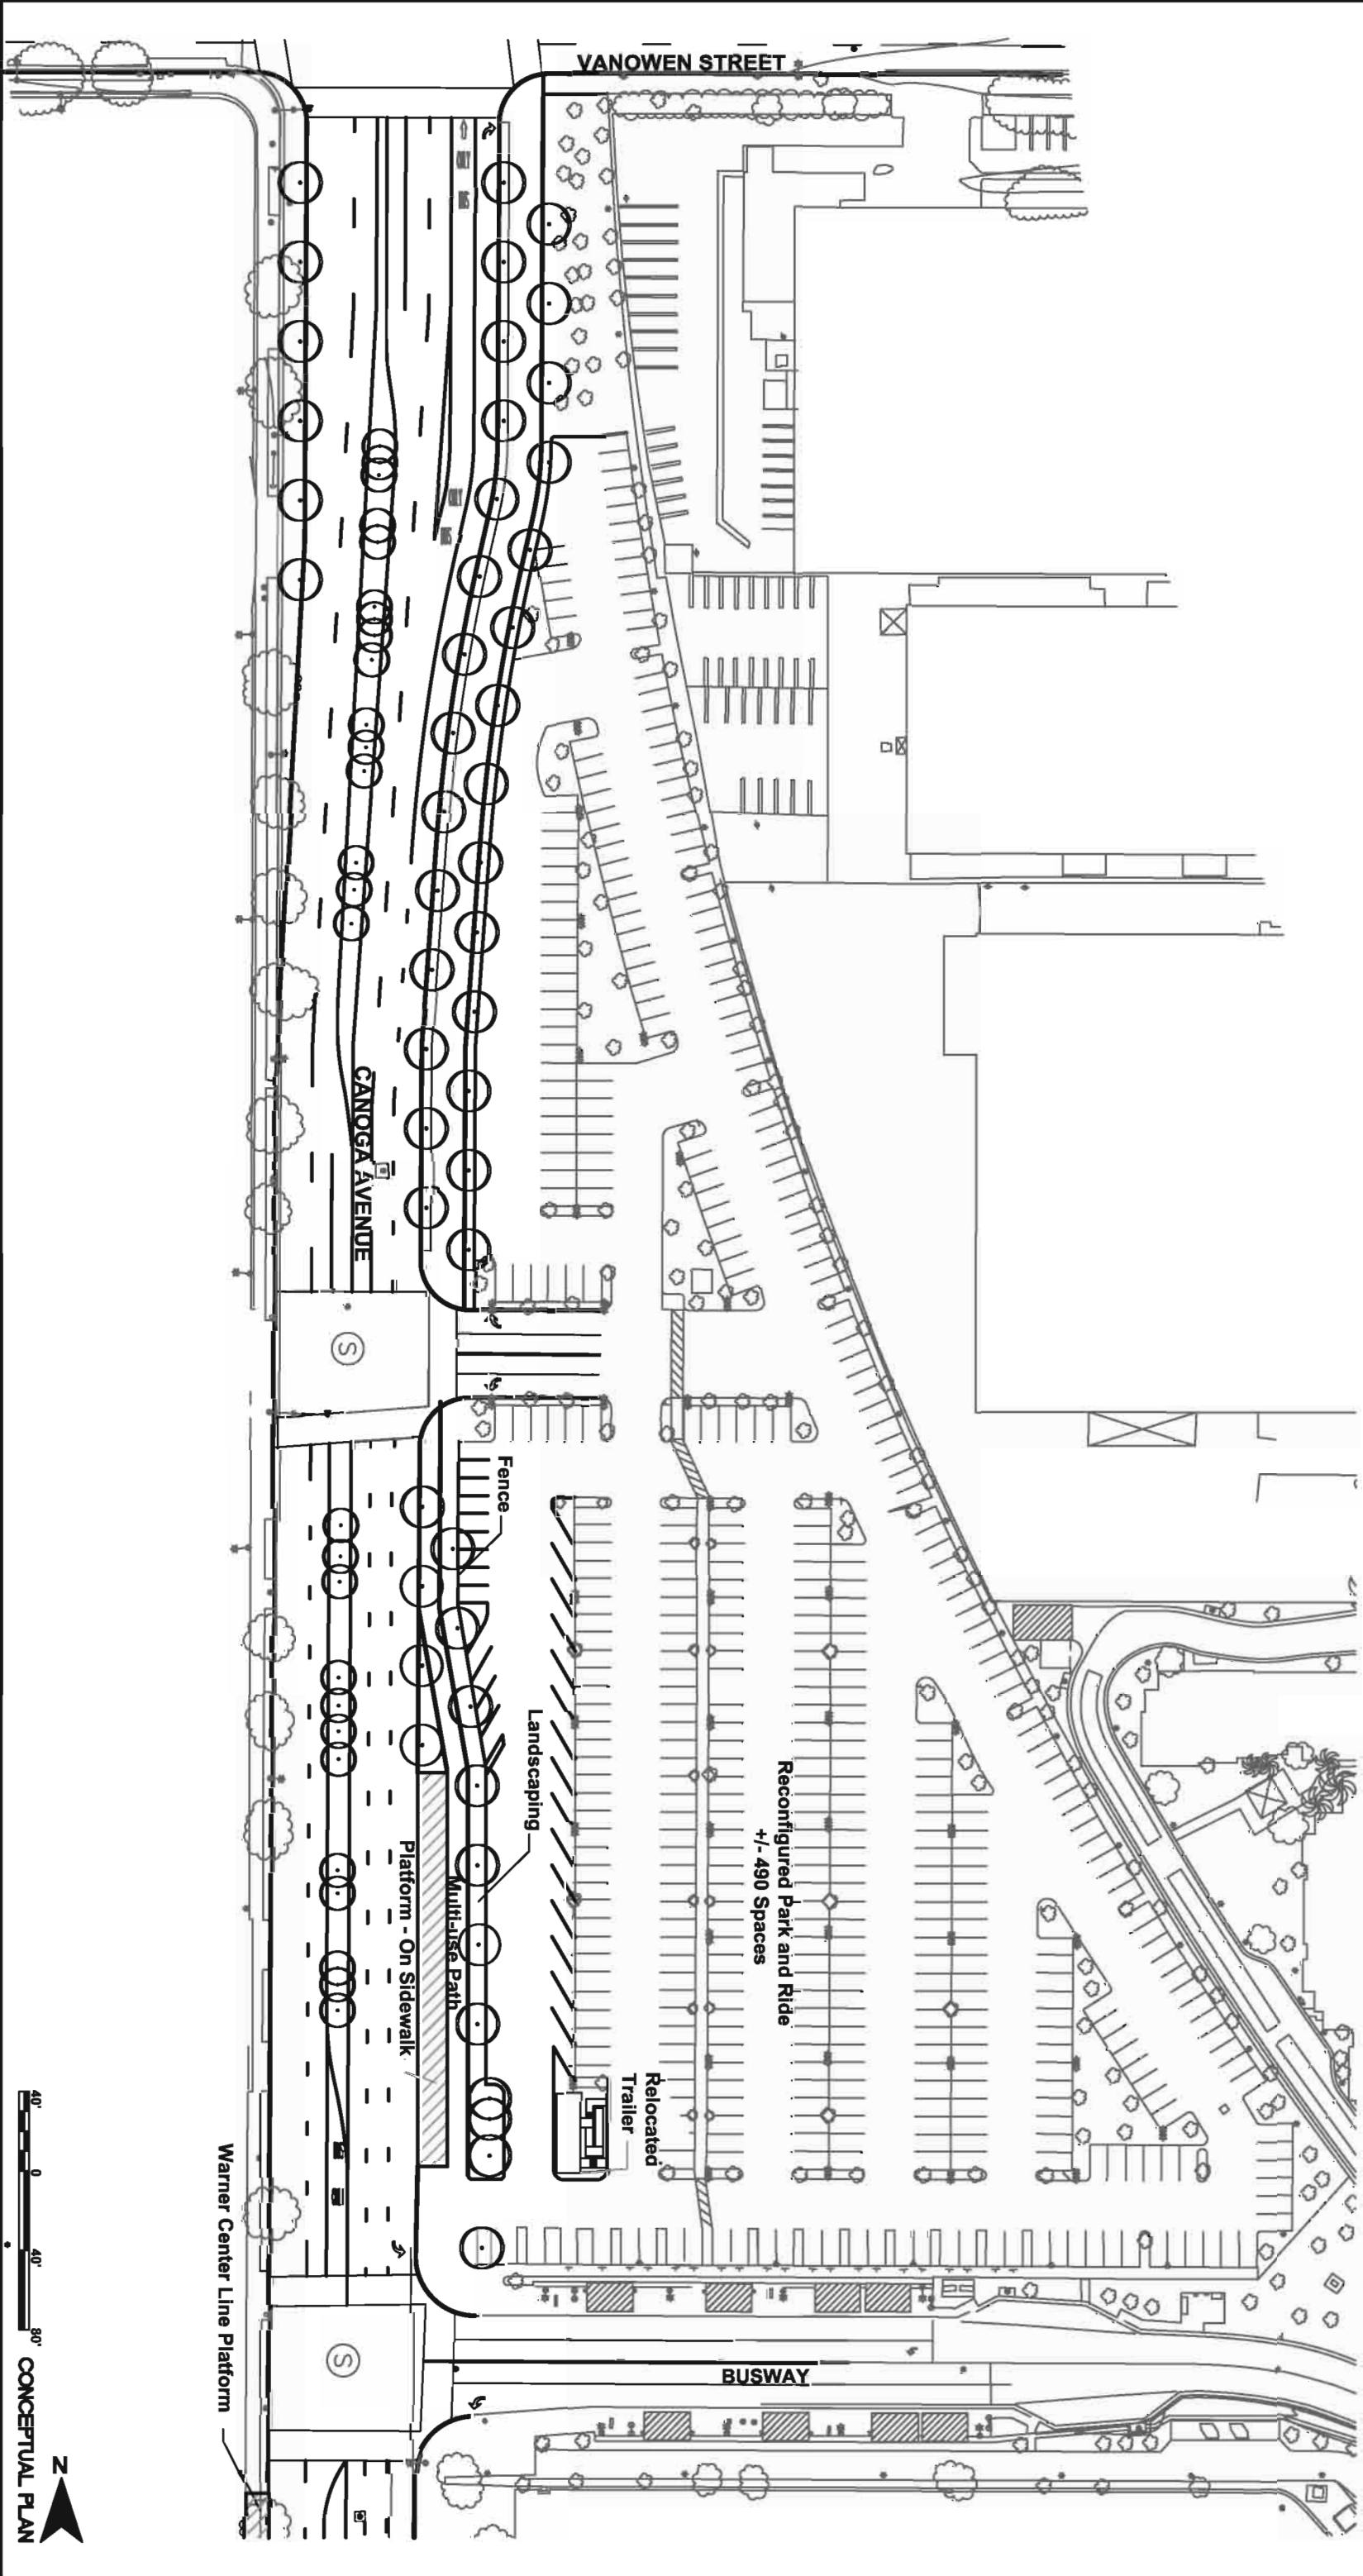 VANOWEN STREET
ONLY
BUS
ONLY
BUS
CANOGA AVENUE
S
Fence
Landscaping
Reconfigured Park and Ride
+/- 490 Spaces
Platform - On Sidewalk
Multi-use Path
Relocated
Trailer
BUSWAY
S
Warner Center Line Platform
40' 0 40' 80'
CONCEPTUAL PLAN
N